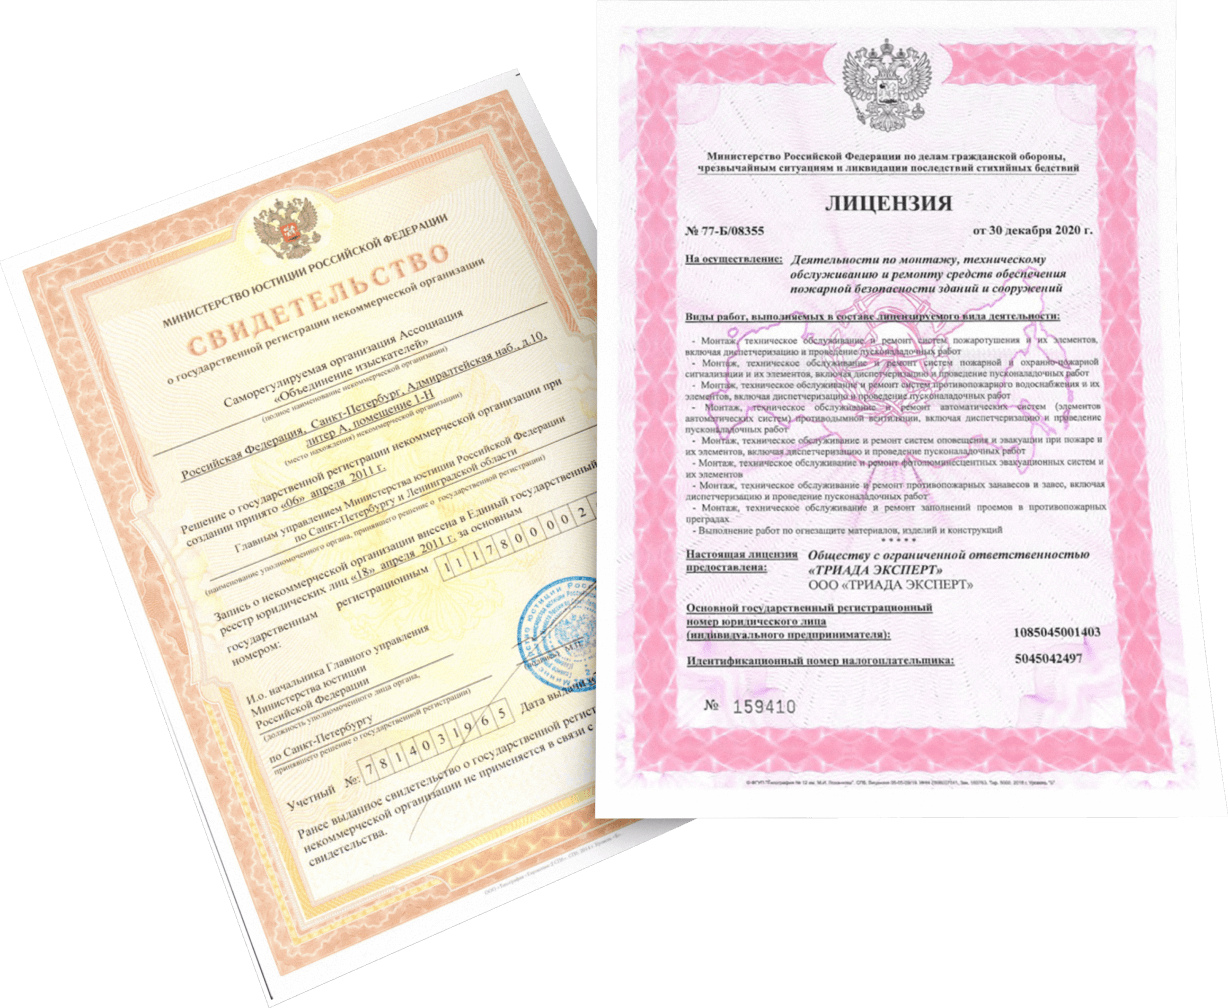 МИНИСТЕРСТВО ЮСТИЦИИ РОССИЙСКОЙ ФЕДЕРАЦИИ
СВИДЕТЕЛЬСТВО
о государственной регистрации некоммерческой организации
Саморегулируемая организация Ассоциация
«Объединение изыскателей»
(полное наименование некоммерческой организации)
Российская Федерация, Санкт-Петербург, Адмиралтейская наб., д.10,
литер А, помещение 1-Н
(место нахождения) некоммерческой организации)
Решение о государственной регистрации некоммерческой организации при
создании принято «06» апреля 2011 г.
Главным управлением Министерства юстиции Российской Федерации
по Санкт-Петербургу и Ленинградской области
(наименование уполномоченного органа, принявшего решение о государственной регистрации)
Запись о некоммерческой организации внесена в Единый государственный
реестр юридических лиц «18» апреля 2011 г. за основным
государственным регистрационным
номером:
1 1 1 7 8 0 0 0 0 2
И.о. начальника Главного управления
Министерства юстиции
Российской Федерации
(должность уполномоченного лица органа,
по Санкт-Петербургу
принявшего решение о государственной регистрации)
Учетный №: 7 8 1 4 0 3 1 9 6 5 Дата выдачи
Ранее выданное свидетельство о государственной
некоммерческой организации не применяется в связи с
свидетельства.
Министерство Российской Федерации по делам гражданской обороны,
чрезвычайным ситуациям и ликвидации последствий стихийных бедствий
ЛИЦЕНЗИЯ
№ 77-Б/08355 от 30 декабря 2020 г.
На осуществление: Деятельности по монтажу, техническому
обслуживанию и ремонту средств обеспечения
пожарной безопасности зданий и сооружений
Виды работ, выполняемых в составе лицензируемого вида деятельности:
- Монтаж, техническое обслуживание и ремонт систем пожаротушения и их элементов,
включая диспетчеризацию и проведение пусконаладочных работ
- Монтаж, техническое обслуживание и ремонт систем пожарной и охранно-пожарной
сигнализации и их элементов, включая диспетчеризацию и проведение пусконаладочных работ
- Монтаж, техническое обслуживание и ремонт систем противопожарного водоснабжения и их
элементов, включая диспетчеризацию и проведение пусконаладочных работ
- Монтаж, техническое обслуживание и ремонт автоматических систем (элементов
автоматических систем) противодымной вентиляции, включая диспетчеризацию и проведение
пусконаладочных работ
- Монтаж, техническое обслуживание и ремонт систем оповещения и эвакуации при пожаре и
их элементов, включая диспетчеризацию и проведение пусконаладочных работ
- Монтаж, техническое обслуживание и ремонт фотолюминесцентных эвакуационных систем и
их элементов
- Монтаж, техническое обслуживание и ремонт противопожарных занавесов и завес, включая
диспетчеризацию и проведение пусконаладочных работ
- Монтаж, техническое обслуживание и ремонт заполнений проемов в противопожарных
преградах
- Выполнение работ по огнезащите материалов, изделий и конструкций
* * * * *
Настоящая лицензия Обществу с ограниченной ответственностью
предоставлена: «ТРИАДА ЭКСПЕРТ»
ООО «ТРИАДА ЭКСПЕРТ»
Основной государственный регистрационный
номер юридического лица
(индивидуального предпринимателя): 1085045001403
Идентификационный номер налогоплательщика: 5045042497
№ 159410